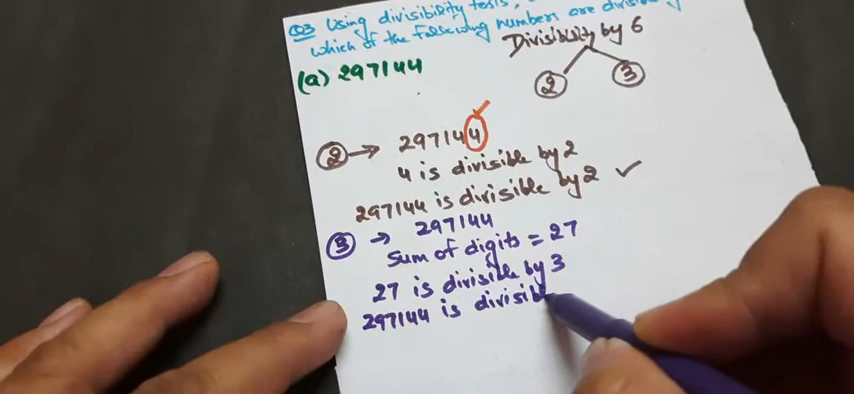 Q3 Using divisibility tests,
which of the following numbers are divisi
Divisibility by 6
(a) 297144
2 3
2 → 297144
4 is divisible by 2
297144 is divisible by 2 ✓
3 → 297144
Sum of digits = 27
27 is divisible by 3
297144 is divisib